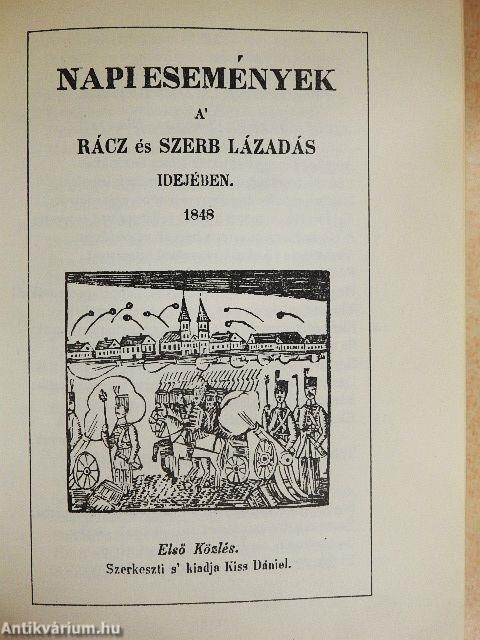 NAPI ESEMÉNYEK
A'
RÁCZ és SZERB LÁZADÁS
IDEJÉBEN.
1848
Első Közlés.
Szerkeszti s' kiadja Kiss Dániel.
Antikvárium.hu